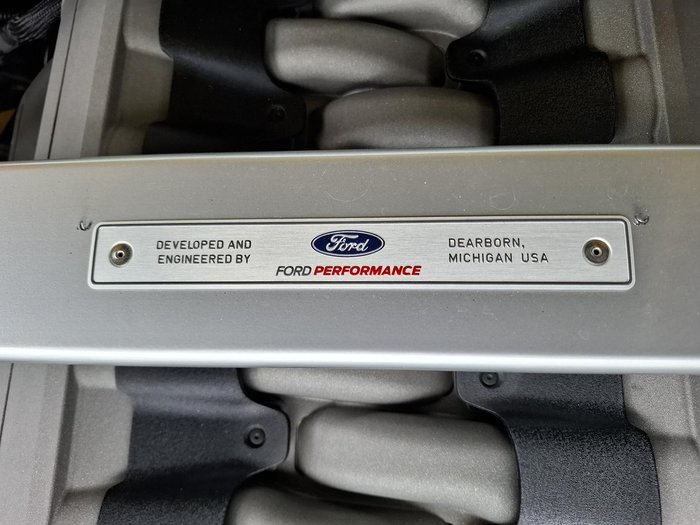 DEVELOPED AND
ENGINEERED BY
Ford
FORD PERFORMANCE
DEARBORN,
MICHIGAN USA